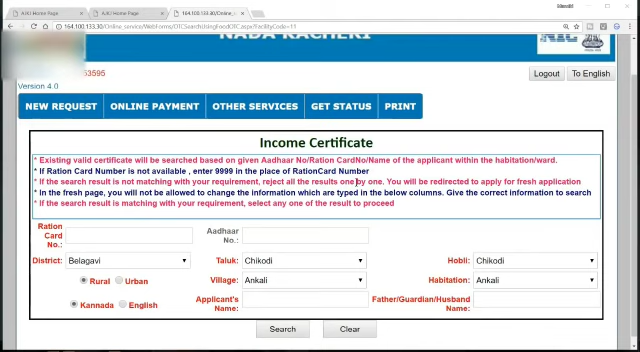 AJKJ Home Page
AJKJ Home Page
164.100.133.30/Online_
164.100.133.30/Online_service/WebForms/OTCSearchUsingFoodOTC.aspx?FacilityCode=11
NADA KACHERI
53595
Version 4.0
Logout
To English
NEW REQUEST
ONLINE PAYMENT
OTHER SERVICES
GET STATUS
PRINT
Income Certificate
* Existing valid certificate will be searched based on given Aadhaar No/Ration CardNo/Name of the applicant within the habitation/ward.
* If Ration Card Number is not available , enter 9999 in the place of RationCard Number
* If the search result is not matching with your requirement, reject all the results one by one. You will be redirected to apply for fresh application
* In the fresh page, you will not be allowed to change the information which are typed in the below columns. Give the correct information to search
* If the search result is matching with your requirement, select any one of the result to proceed
Ration Card No.:
Aadhaar No.:
District: Belagavi
Taluk: Chikodi
Hobli: Chikodi
Rural Urban
Village: Ankali
Habitation: Ankali
Kannada English
Applicant's Name:
Father/Guardian/Husband Name:
Search
Clear